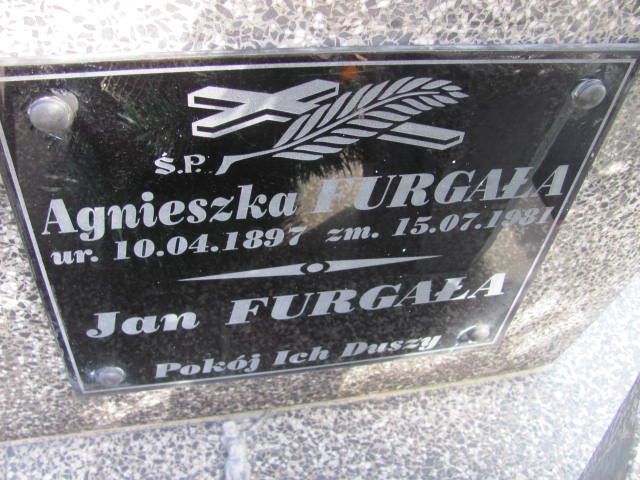 Ś.P.
Agnieszka FURGAŁA
ur. 10.04.1897 zm. 15.07.1981
Jan FURGAŁA
Pokój Ich Duszy